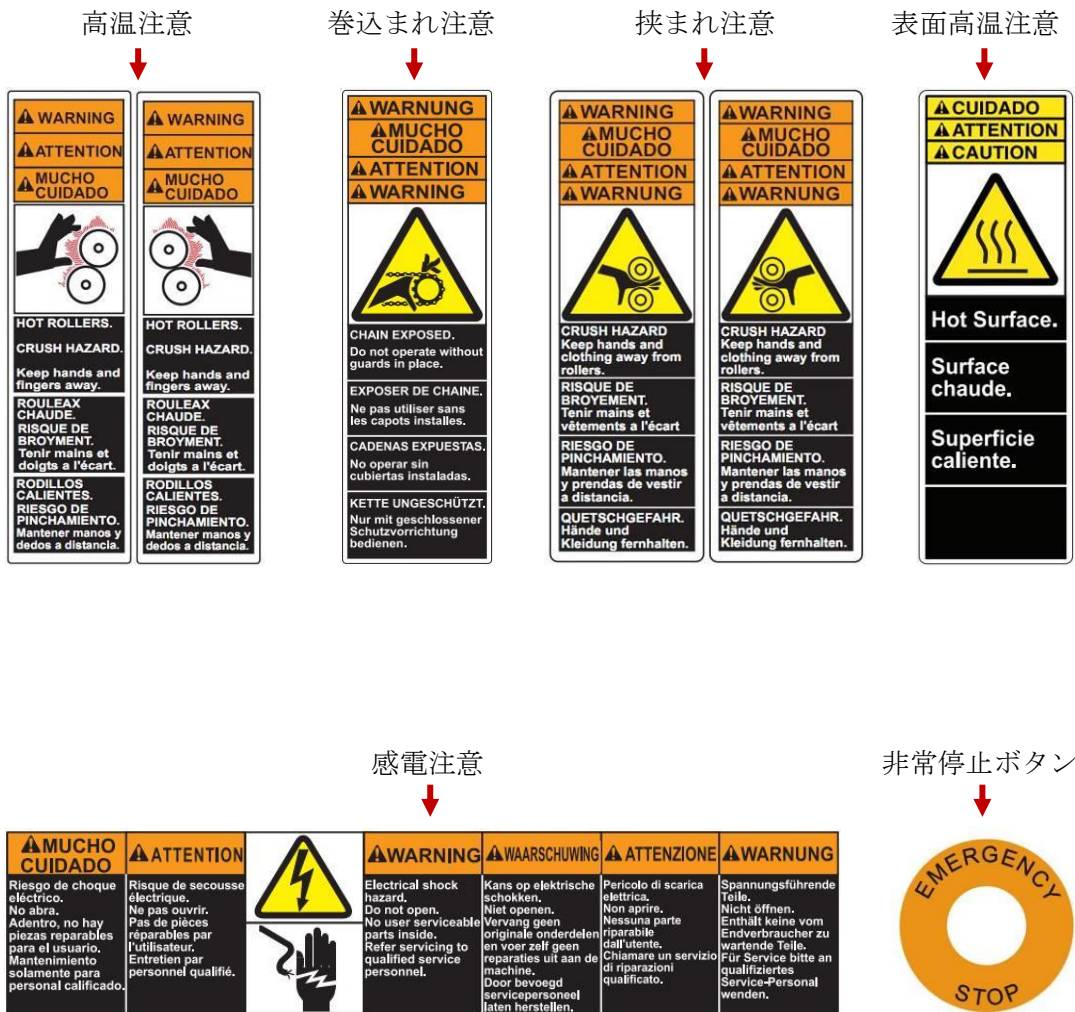 高温注意
巻込まれ注意
挟まれ注意
表面高温注意
WARNING
ATTENTION
MUCHO
CUIDADO
HOT ROLLERS.
CRUSH HAZARD.
Keep hands and
fingers away.
ROULEAX
CHAUDE.
RISQUE DE
BROYMENT.
Tenir mains et
doigts a l'écart.
RODILLOS
CALIENTES.
RIESGO DE
PINCHAMIENTO.
Mantener manos y
dedos a distancia.
WARNING
ATTENTION
MUCHO
CUIDADO
HOT ROLLERS.
CRUSH HAZARD.
Keep hands and
fingers away.
ROULEAX
CHAUDE.
RISQUE DE
BROYMENT.
Tenir mains et
doigts a l'écart.
RODILLOS
CALIENTES.
RIESGO DE
PINCHAMIENTO.
Mantener manos y
dedos a distancia.
WARNUNG
MUCHO
CUIDADO
ATTENTION
WARNING
CHAIN EXPOSED.
Do not operate without
guards in place.
EXPOSER DE CHAINE.
Ne pas utiliser sans
les capots installes.
CADENAS EXPUESTAS.
No operar sin
cubiertas instaladas.
KETTE UNGESCHÜTZT.
Nur mit geschlossener
Schutzvorrichtung
bedienen.
WARNING
MUCHO
CUIDADO
ATTENTION
WARNUNG
CRUSH HAZARD
Keep hands and
clothing away from
rollers.
RISQUE DE
BROYEMENT.
Tenir mains et
vêtements a l'écart
RIESGO DE
PINCHAMIENTO.
Mantener las manos
y prendas de vestir
a distancia.
QUETSCHGEFAHR.
Hände und
Kleidung fernhalten.
WARNING
MUCHO
CUIDADO
ATTENTION
WARNUNG
CRUSH HAZARD
Keep hands and
clothing away from
rollers.
RISQUE DE
BROYEMENT.
Tenir mains et
vêtements a l'écart
RIESGO DE
PINCHAMIENTO.
Mantener las manos
y prendas de vestir
a distancia.
QUETSCHGEFAHR.
Hände und
Kleidung fernhalten.
CUIDADO
ATTENTION
CAUTION
Hot Surface.
Surface
chaude.
Superficie
caliente.
感電注意
非常停止ボタン
MUCHO
CUIDADO
Riesgo de choque
eléctrico.
No abra.
Adentro, no hay
piezas reparables
para el usuario.
Mantenimiento
solamente para
personal calificado.
ATTENTION
Risque de secousse
électrique.
Ne pas ouvrir.
Pas de pièces
réparables par
l'utilisateur.
Entretien par
personnel qualifié.
WARNING
Electrical shock
hazard.
Do not open.
No user serviceable
parts inside.
Refer servicing to
qualified service
personnel.
WAARSCHUWING
Kans op elektrische
schokken.
Niet openen.
Vervang geen
originale onderdelen
en voer zelf geen
reparaties uit aan de
machine.
Door bevoegd
servicepersoneel
laten herstellen.
ATTENZIONE
Pericolo di scarica
elettrica.
Non aprire.
Nessuna parte
riparabile
dall'utente.
Chiamare un servizio
di riparazioni
qualificato.
WARNUNG
Spannungsführende
Teile.
Nicht öffnen.
Enthält keine vom
Endverbraucher zu
wartende Teile.
Für Service bitte an
qualifiziertes
Service-Personal
wenden.
EMERGENCY
STOP